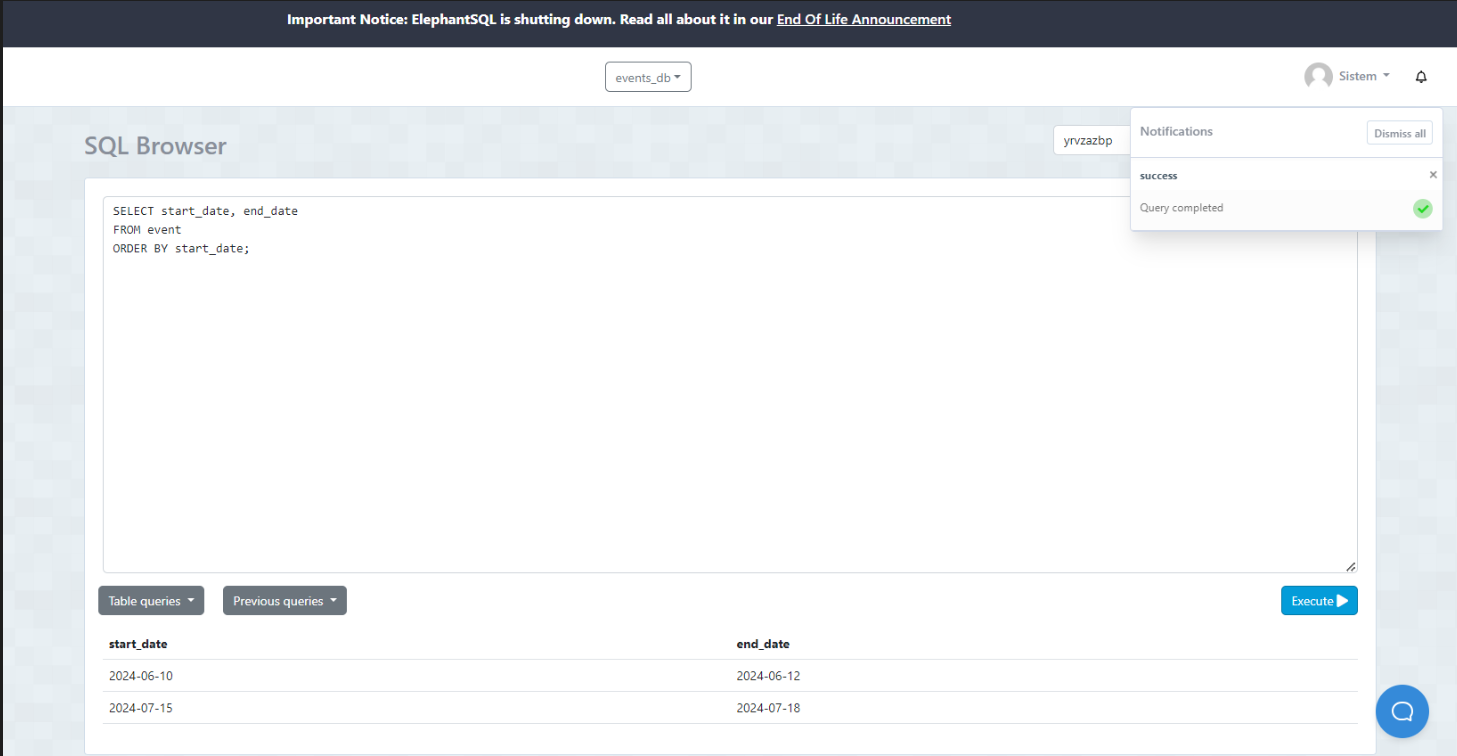 Important Notice: ElephantSQL is shutting down. Read all about it in our End Of Life Announcement
events_db
Sistem
SQL Browser
yrvzazbp
Notifications
Dismiss all
success
×
Query completed
SELECT start_date, end_date
FROM event
ORDER BY start_date;
Table queries
Previous queries
Execute
start_date end_date
2024-06-10 2024-06-12
2024-07-15 2024-07-18